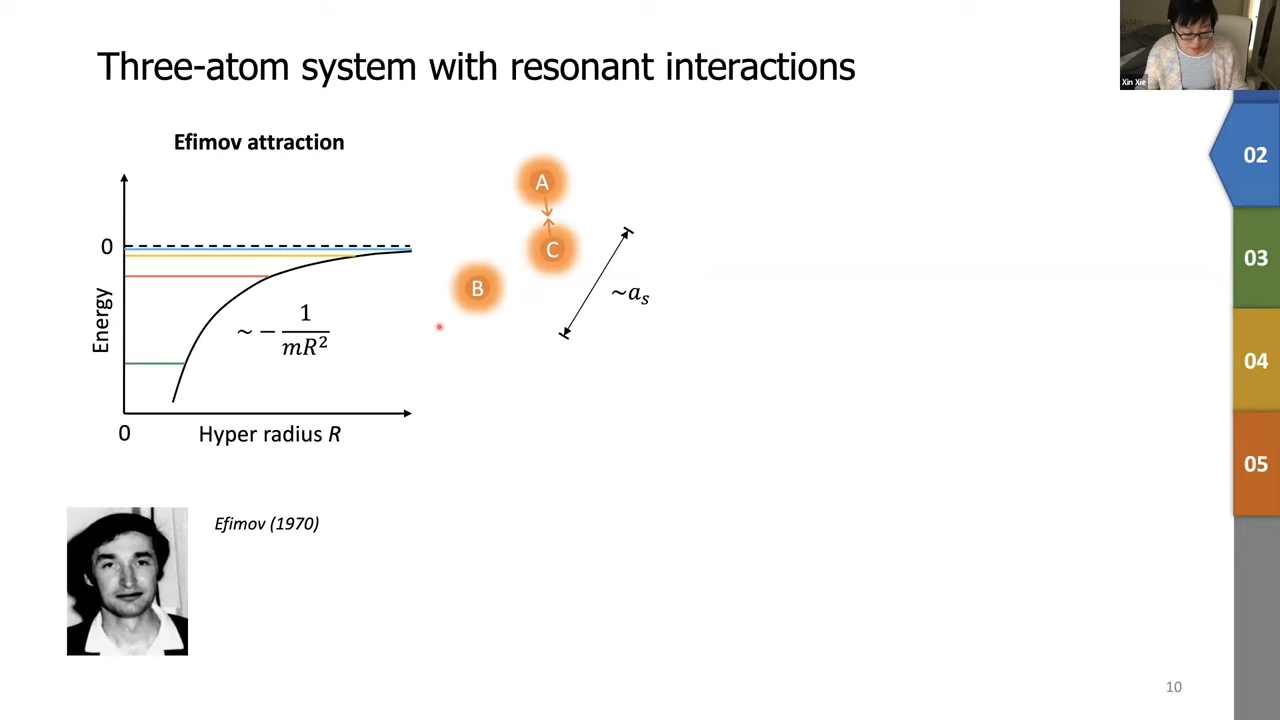 Three-atom system with resonant interactions
Xin Xie
Efimov attraction
02
03
04
05
A
C
B
~a_s
0
Energy
~ − 1/mR²
0
Hyper radius R
Efimov (1970)
10